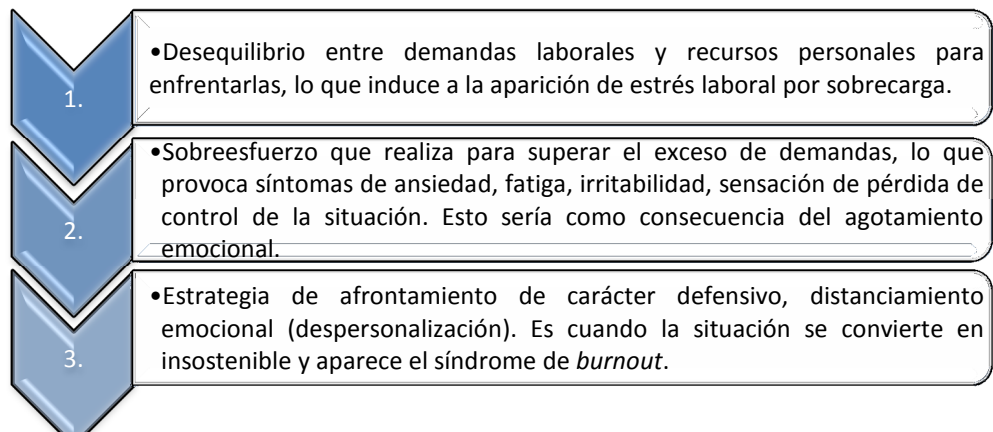 1.
•Desequilibrio entre demandas laborales y recursos personales para
enfrentarlas, lo que induce a la aparición de estrés laboral por sobrecarga.
2.
•Sobreesfuerzo que realiza para superar el exceso de demandas, lo que
provoca síntomas de ansiedad, fatiga, irritabilidad, sensación de pérdida de
control de la situación. Esto sería como consecuencia del agotamiento
emocional.
3.
•Estrategia de afrontamiento de carácter defensivo, distanciamiento
emocional (despersonalización). Es cuando la situación se convierte en
insostenible y aparece el síndrome de burnout.